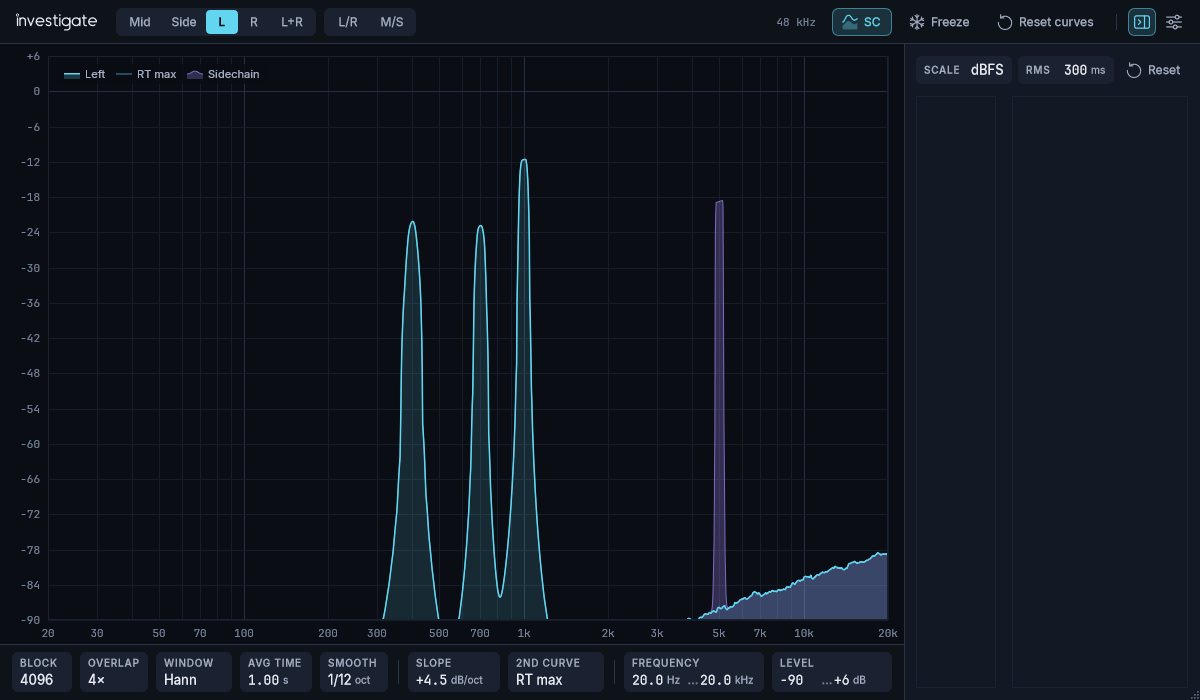 investigate Mid Side L R L+R L/R M/S 48 kHz SC Freeze Reset curves
SCALE dBFS RMS 300 ms Reset
Left RT max Sidechain
+6
0
-6
-12
-18
-24
-30
-36
-42
-48
-54
-60
-66
-72
-78
-84
-90
20 30 50 70 100 200 300 500 700 1k 2k 3k 5k 7k 10k 20k
BLOCK OVERLAP WINDOW AVG TIME SMOOTH SLOPE 2ND CURVE FREQUENCY LEVEL
4096 4× Hann 1.00 s 1/12 oct +4.5 dB/oct RT max 20.0 Hz ...20.0 kHz -90 ...+6 dB